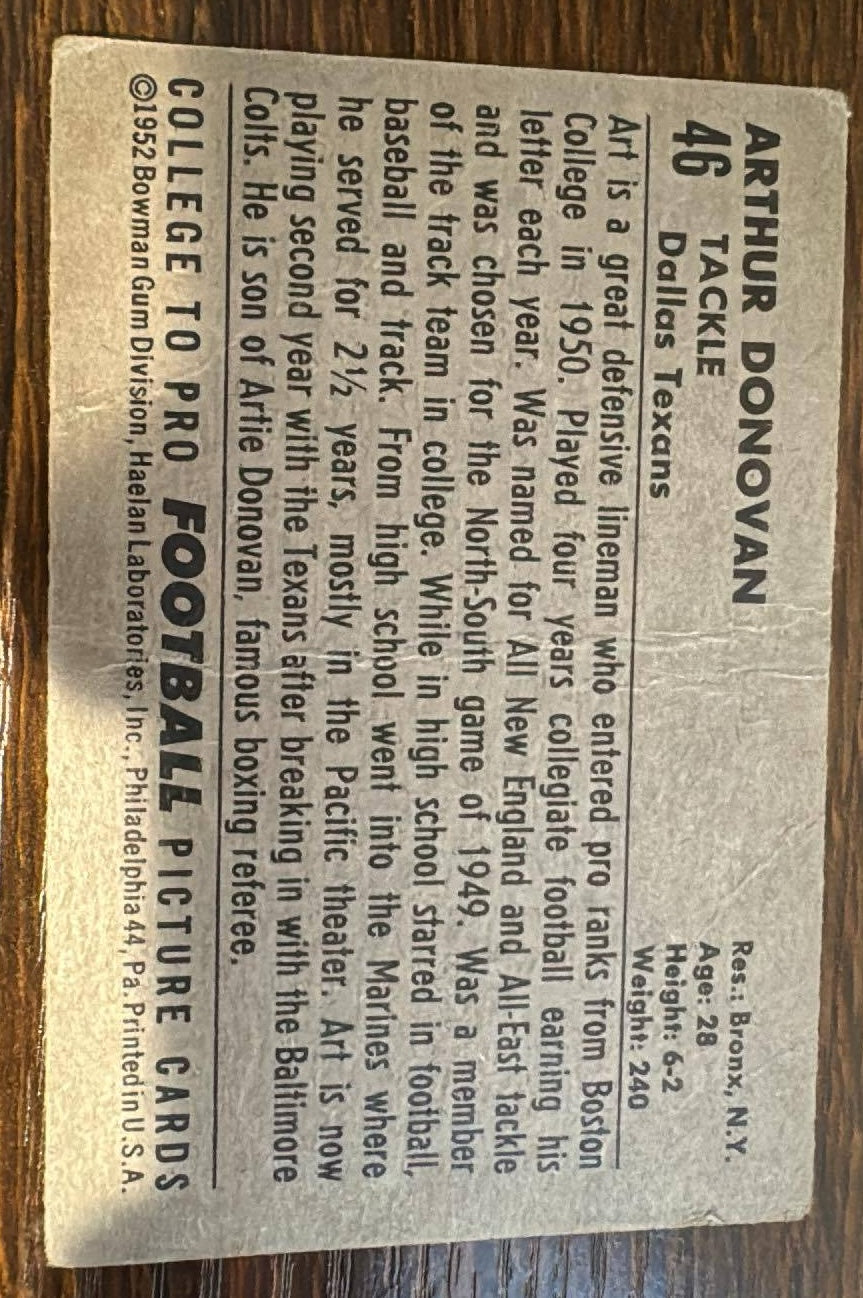 ARTHUR DONOVAN
46 TACKLE
Dallas Texans
Res.: Bronx, N.Y.
Age: 28
Height: 6-2
Weight: 240
Art is a great defensive lineman who entered pro ranks from Boston
College in 1950. Played four years collegiate football earning his
letter each year. Was named for All New England and All-East tackle
and was chosen for the North-South game of 1949. Was a member
of the track team in college. While in high school starred in football,
baseball and track. From high school went into the Marines where
he served for 2½ years, mostly in the Pacific theater. Art is now
playing second year with the Texans after breaking in with the Baltimore
Colts. He is son of Artie Donovan, famous boxing referee.
COLLEGE TO PRO FOOTBALL PICTURE CARDS
©1952 Bowman Gum Division, Haelan Laboratories, Inc., Philadelphia 44, Pa. Printed in U.S.A.